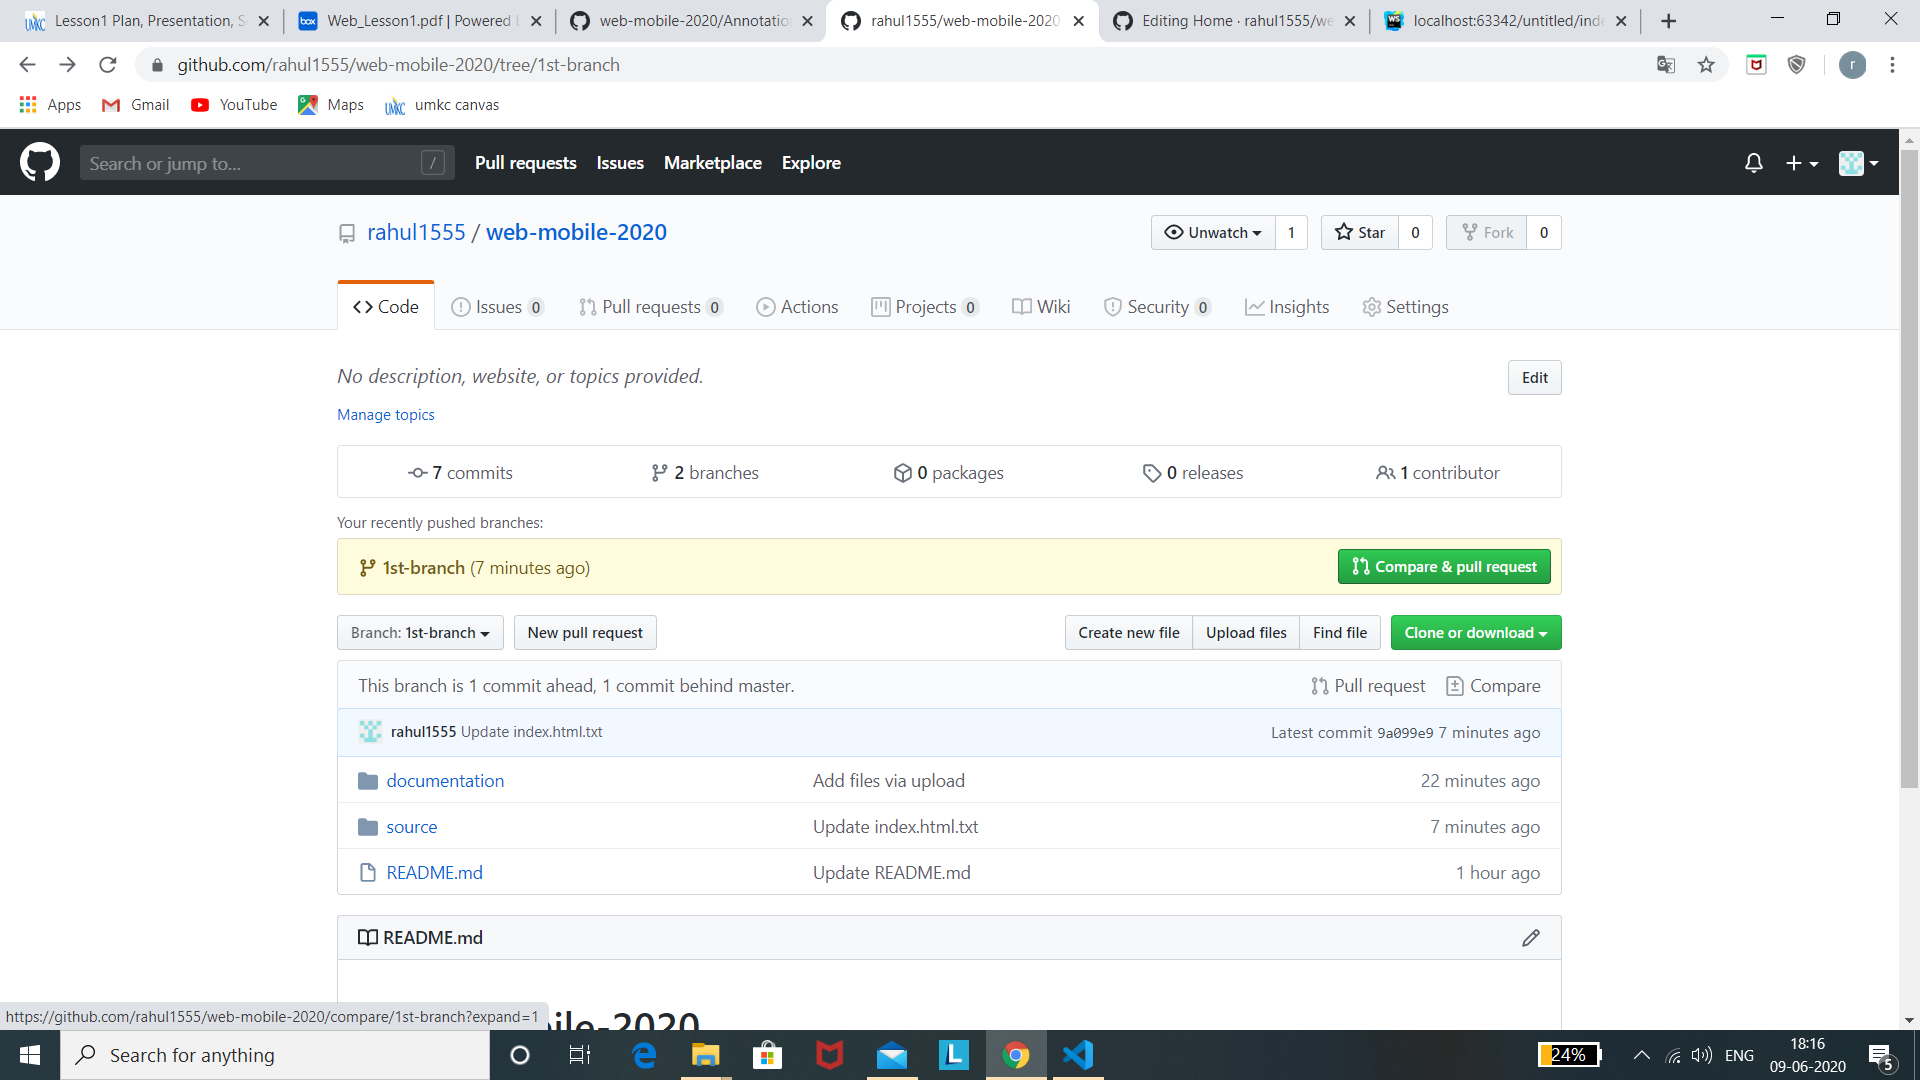 Lesson1 Plan, Presentation, S
Web_Lesson1.pdf | Powered b
web-mobile-2020/Annotatio
rahul1555/web-mobile-2020
Editing Home · rahul1555/we
localhost:63342/untitled/inde
github.com/rahul1555/web-mobile-2020/tree/1st-branch
r
Apps Gmail YouTube Maps umkc canvas
Search or jump to... / Pull requests Issues Marketplace Explore
rahul1555 / web-mobile-2020 Unwatch 1 Star 0 Fork 0
Code Issues 0 Pull requests 0 Actions Projects 0 Wiki Security 0 Insights Settings
No description, website, or topics provided. Edit
Manage topics
7 commits 2 branches 0 packages 0 releases 1 contributor
Your recently pushed branches:
1st-branch (7 minutes ago) Compare & pull request
Branch: 1st-branch New pull request Create new file Upload files Find file Clone or download
This branch is 1 commit ahead, 1 commit behind master. Pull request Compare
rahul1555 Update index.html.txt Latest commit 9a099e9 7 minutes ago
documentation Add files via upload 22 minutes ago
source Update index.html.txt 7 minutes ago
README.md Update README.md 1 hour ago
README.md
bile-2020
https://github.com/rahul1555/web-mobile-2020/compare/1st-branch?expand=1
Search for anything
24% ENG 18:16
09-06-2020
5